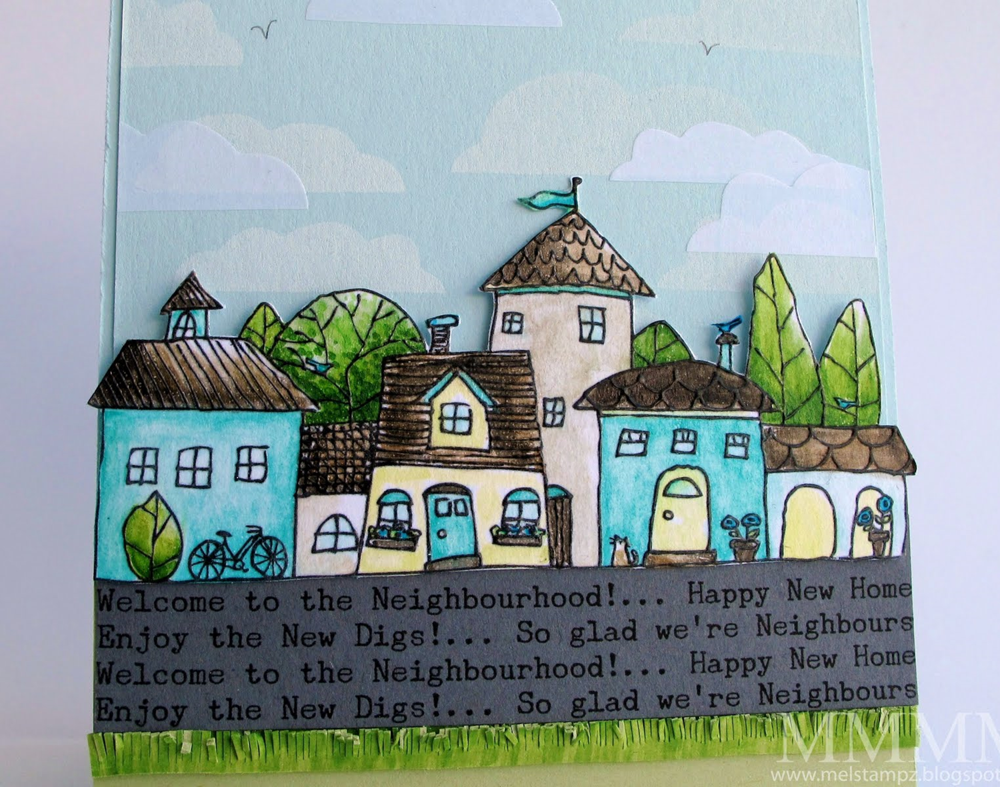 Welcome to the Neighbourhood!... Happy New Home
Enjoy the New Digs!... So glad we're Neighbours
Welcome to the Neighbourhood!... Happy New Home
Enjoy the New Digs!... So glad we're Neighbours
www.melstampz.blogspot